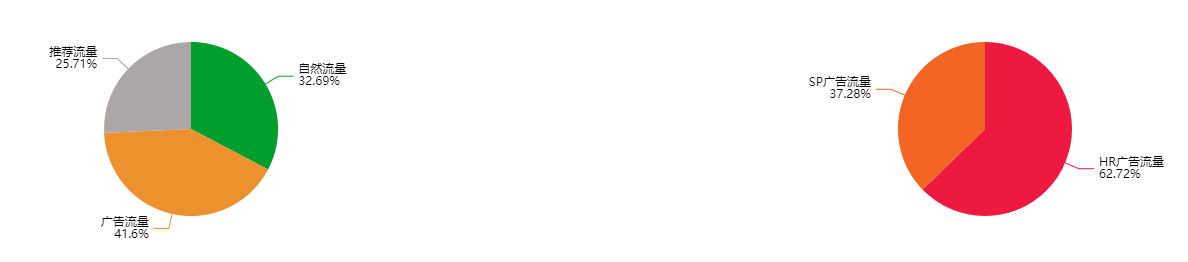 推荐流量
25.71%
自然流量
32.69%
广告流量
41.6%
SP广告流量
37.28%
HR广告流量
62.72%